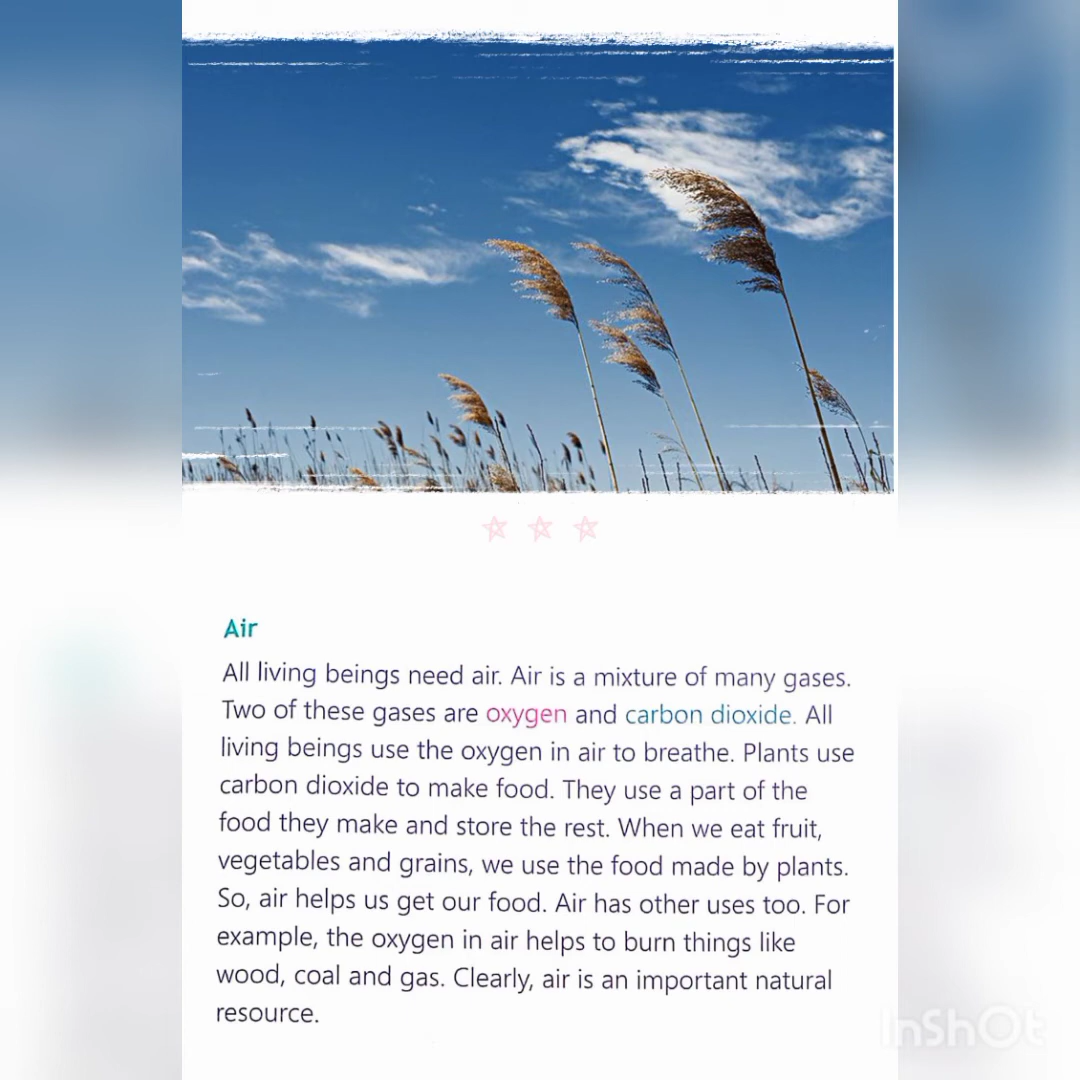 Air
All living beings need air. Air is a mixture of many gases.
Two of these gases are oxygen and carbon dioxide. All
living beings use the oxygen in air to breathe. Plants use
carbon dioxide to make food. They use a part of the
food they make and store the rest. When we eat fruit,
vegetables and grains, we use the food made by plants.
So, air helps us get our food. Air has other uses too. For
example, the oxygen in air helps to burn things like
wood, coal and gas. Clearly, air is an important natural
resource.
InShOt